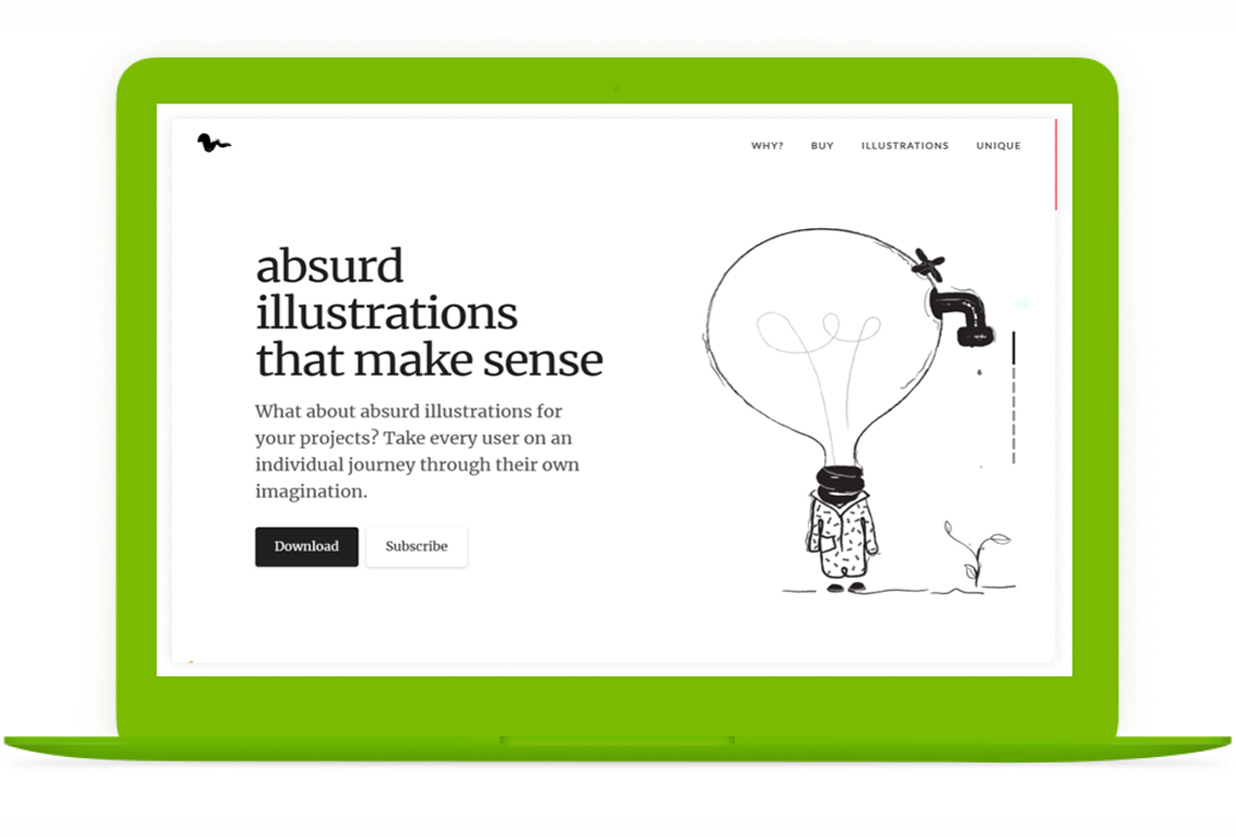 WHY? BUY ILLUSTRATIONS UNIQUE
absurd
illustrations
that make sense
What about absurd illustrations for
your projects? Take every user on an
individual journey through their own
imagination.
Download Subscribe